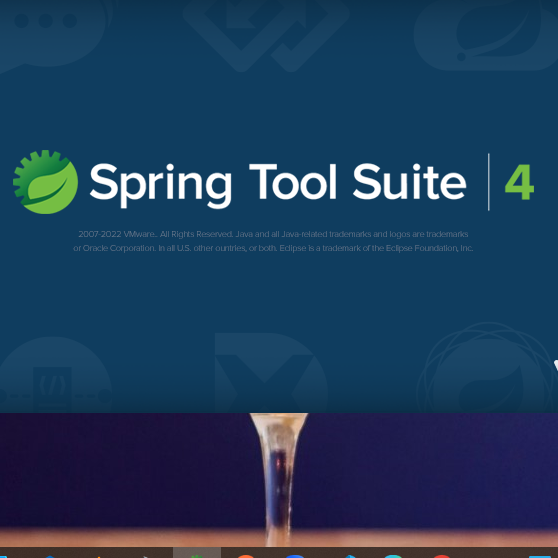 Spring Tool Suite | 4
2007-2022 VMware.. All Rights Reserved. Java and all Java-related trademarks and logos are trademarks
or Oracle Corporation. In all U.S. other ountries, or both. Eclipse is a trademark of the Eclipse Foundation, Inc.